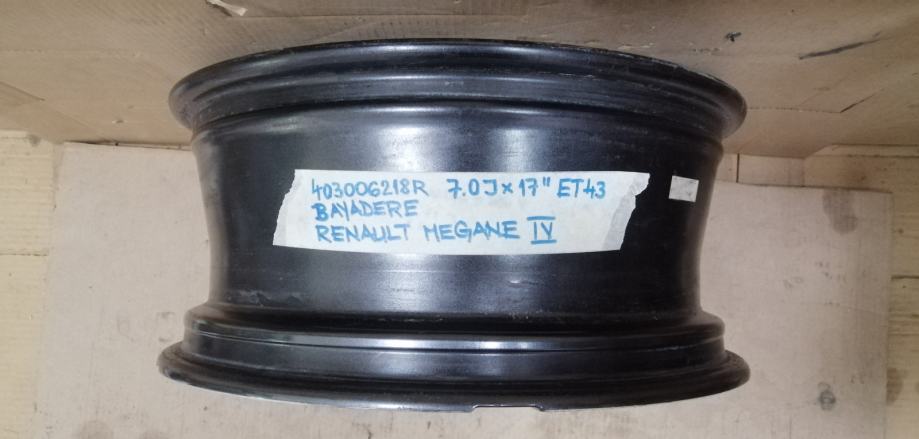 403006218R 7.0J×17" ET43
BAYADERE
RENAULT MEGANE IV